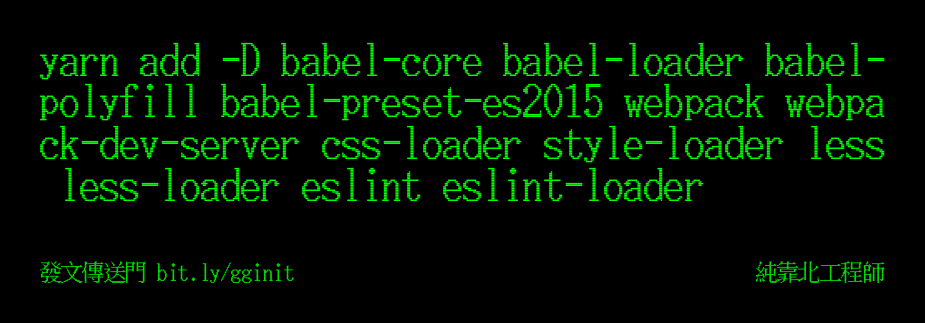 yarn add -D babel-core babel-loader babel-
polyfill babel-preset-es2015 webpack webpa
ck-dev-server css-loader style-loader less
less-loader eslint eslint-loader
發文傳送門 bit.ly/gginit
純靠北工程師